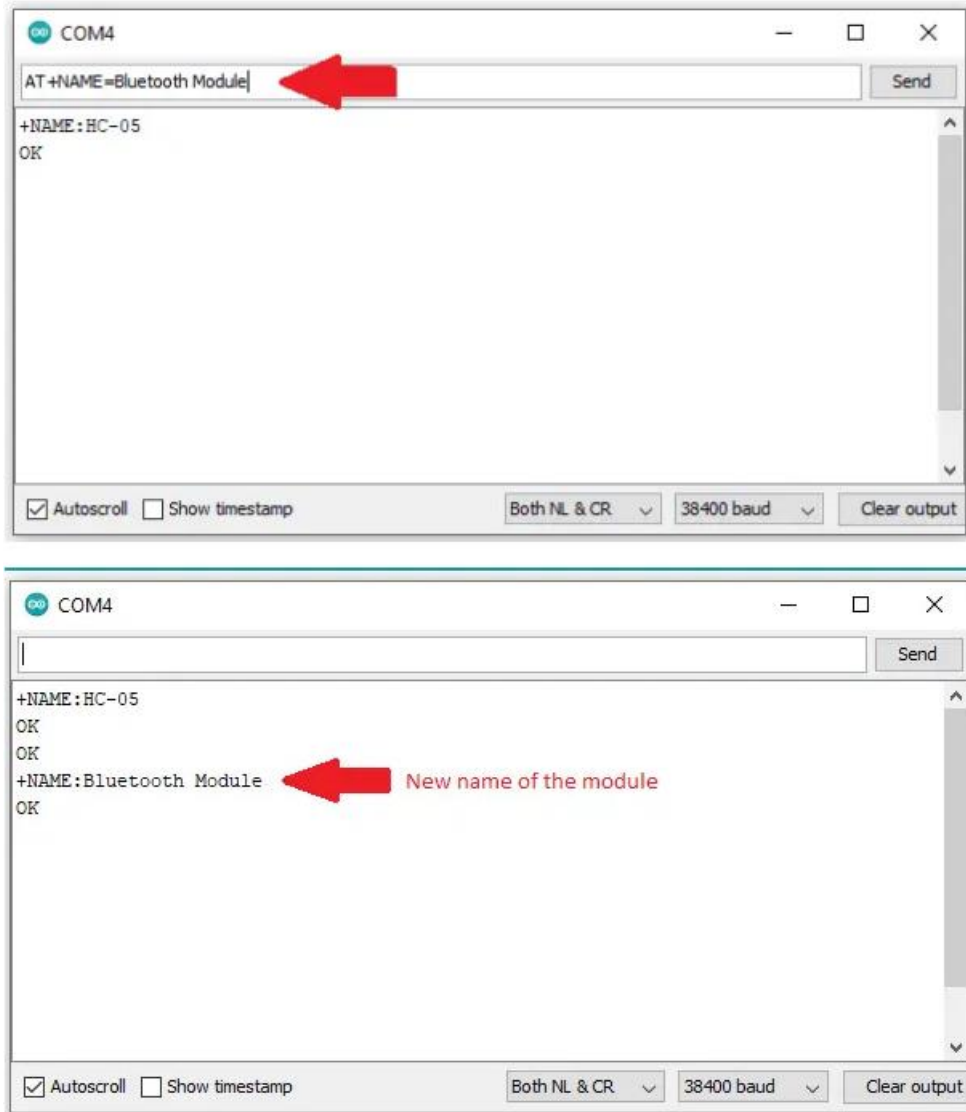 COM4
AT+NAME=Bluetooth Module
Send
+NAME:HC-05
OK
Autoscroll Show timestamp Both NL & CR 38400 baud Clear output
COM4
Send
+NAME:HC-05
OK
OK
+NAME:Bluetooth Module New name of the module
OK
Autoscroll Show timestamp Both NL & CR 38400 baud Clear output